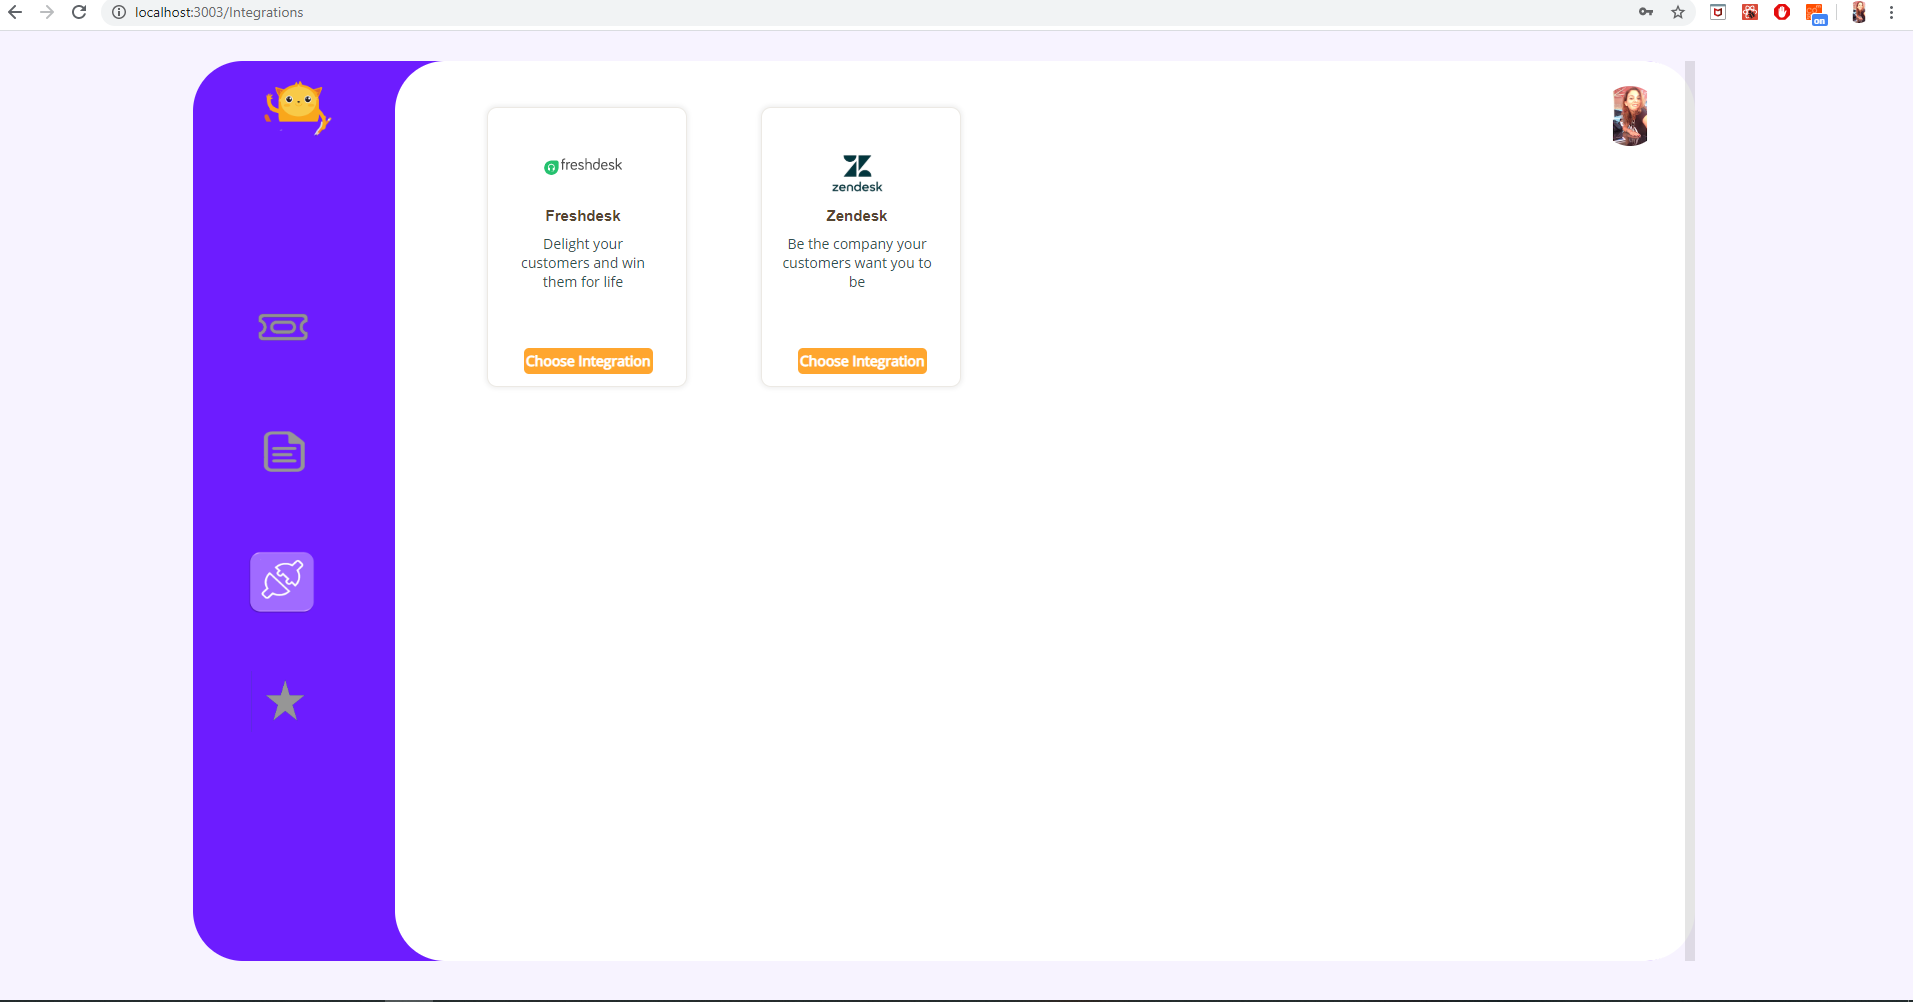 localhost:3003/Integrations
on
freshdesk
Freshdesk
Delight your
customers and win
them for life
Choose Integration
zendesk
Zendesk
Be the company your
customers want you to
be
Choose Integration